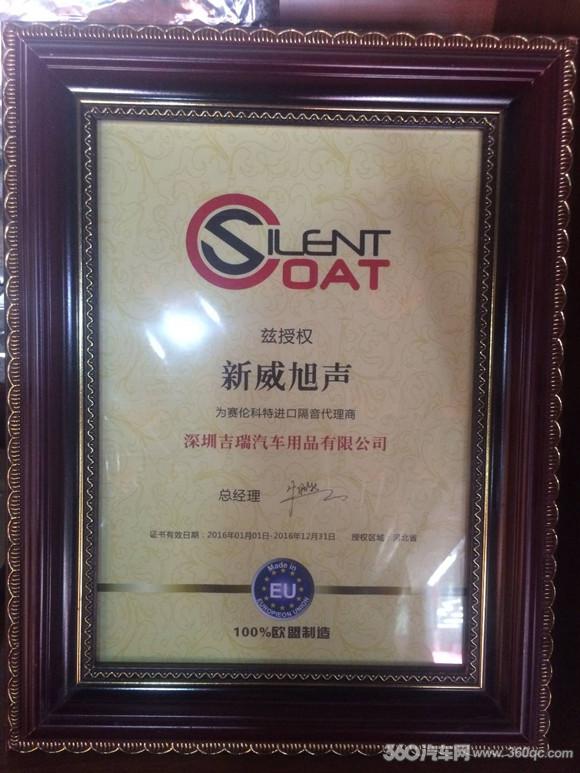 SILENT
COAT
兹授权
新威旭声
为赛伦科特进口隔音代理商
深圳吉瑞汽车用品有限公司
总经理
证书有效日期：2016年01月01日-2016年12月31日 授权区域：河北省
Made in
EU
EUROPIEON UNION
100%欧盟制造
360汽车网 www.360qc.com